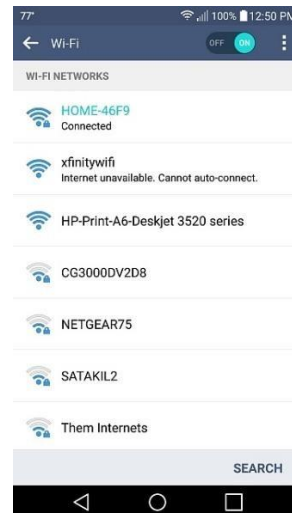 77° 100% 12:50 PM
Wi-Fi OFF ON
WI-FI NETWORKS
HOME-46F9
Connected
xfinitywifi
Internet unavailable. Cannot auto-connect.
HP-Print-A6-Deskjet 3520 series
CG3000DV2D8
NETGEAR75
SATAKIL2
Them Internets
SEARCH